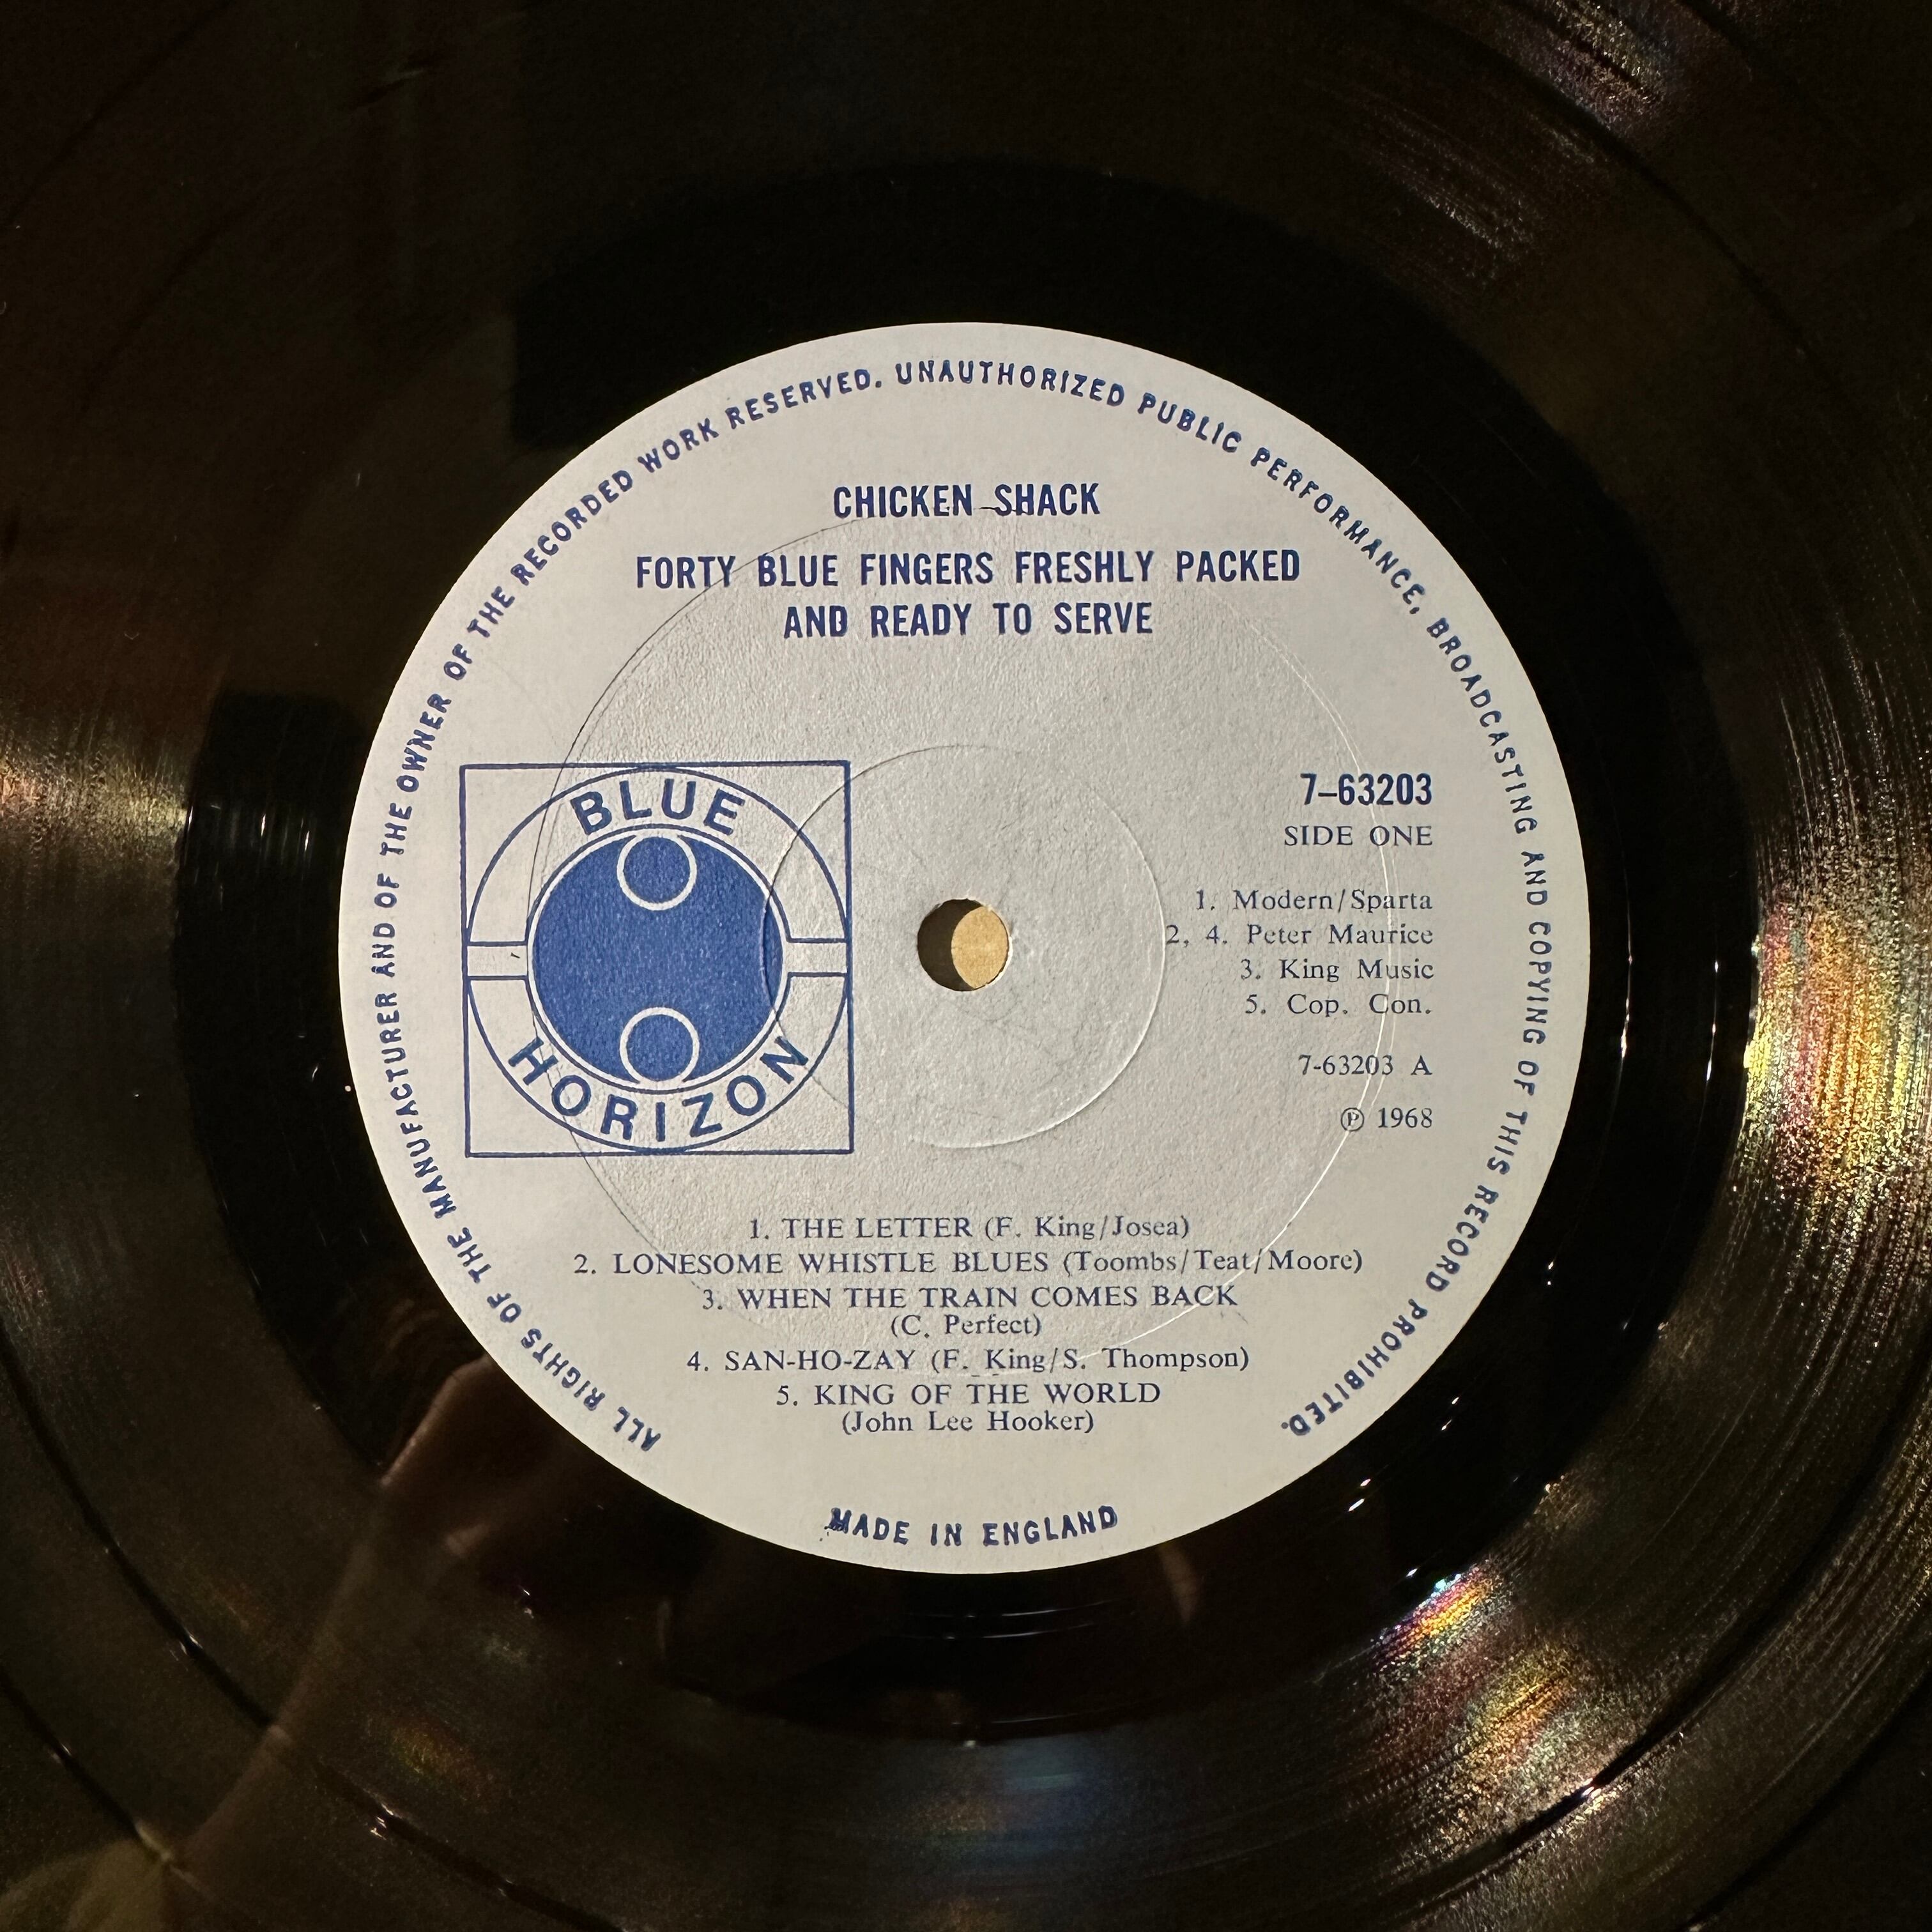 ALL RIGHTS OF THE MANUFACTURER AND OF THE OWNER OF THE RECORDED WORK RESERVED. UNAUTHORIZED PUBLIC PERFORMANCE, BROADCASTING AND COPYING OF THIS RECORD PROHIBITED.
CHICKEN SHACK
FORTY BLUE FINGERS FRESHLY PACKED
AND READY TO SERVE
BLUE
HORIZON
7–63203
SIDE ONE
1. Modern/Sparta
2, 4. Peter Maurice
3. King Music
5. Cop. Con.
7-63203 A
℗ 1968
1. THE LETTER (F. King/Josea)
2. LONESOME WHISTLE BLUES (Toombs/Teat/Moore)
3. WHEN THE TRAIN COMES BACK
(C. Perfect)
4. SAN-HO-ZAY (F. King/S. Thompson)
5. KING OF THE WORLD
(John Lee Hooker)
MADE IN ENGLAND